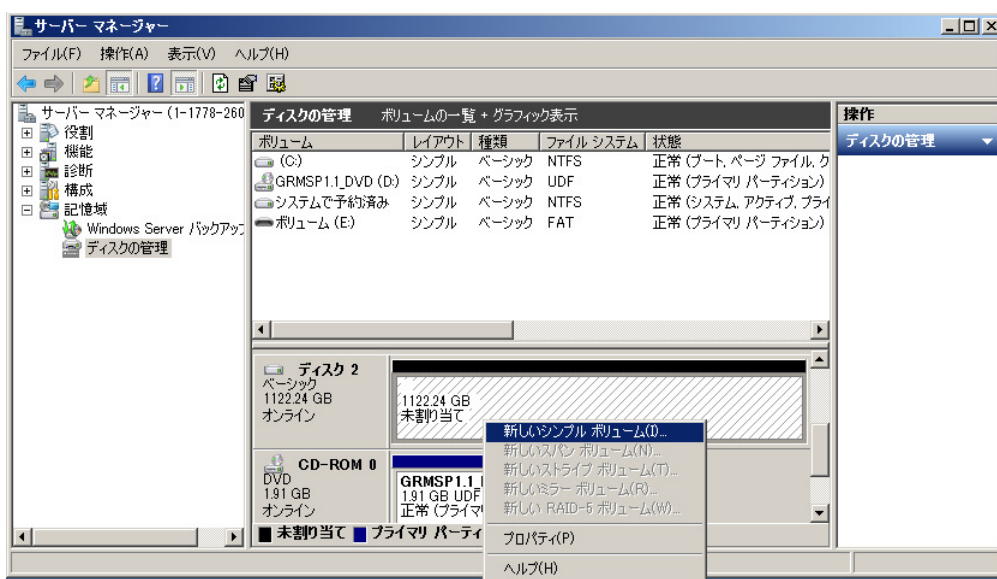 サーバー マネージャー
ファイル(F) 操作(A) 表示(V) ヘルプ(H)
サーバー マネージャー (1-1778-260
役割
機能
診断
構成
記憶域
Windows Server バックアップ
ディスクの管理
ディスクの管理 ボリュームの一覧 + グラフィック表示
ボリューム レイアウト 種類 ファイル システム 状態
(C:) シンプル ベーシック NTFS 正常 (ブート, ページ ファイル, ク
GRMSP1.1_DVD (D:) シンプル ベーシック UDF 正常 (プライマリ パーティション)
システムで予約済み シンプル ベーシック NTFS 正常 (システム, アクティブ, プライ
ボリューム (E:) シンプル ベーシック FAT 正常 (プライマリ パーティション)
ディスク 2
ベーシック
1122.24 GB
オンライン
1122.24 GB
未割り当て
CD-ROM 0
DVD
1.91 GB
オンライン
GRMSP1.1
1.91 GB UDF
正常 (プライマ
未割り当て プライマリ パーティ
新しいシンプル ボリューム(I)...
新しいスパン ボリューム(N)...
新しいストライプ ボリューム(T)...
新しいミラー ボリューム(R)...
新しい RAID-5 ボリューム(W)...
プロパティ(P)
ヘルプ(H)
操作
ディスクの管理